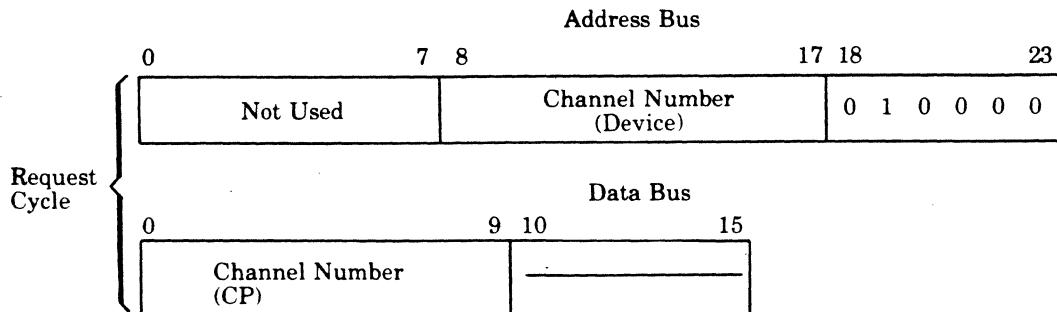 Address Bus
0 7 8 17 18 23
Not Used
Channel Number
(Device)
0 1 0 0 0 0
Request
Cycle
Data Bus
0 9 10 15
Channel Number
(CP)